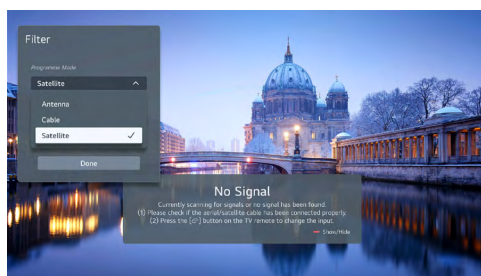 Filter
Programme Mode
Satellite
Antenna
Cable
Satellite
Done
No Signal
Currently scanning for signals or no signal has been found.
(1) Please check if the aerial/satellite cable has been connected properly.
(2) Press the [⏎] button on the TV remote to change the input.
Show/Hide